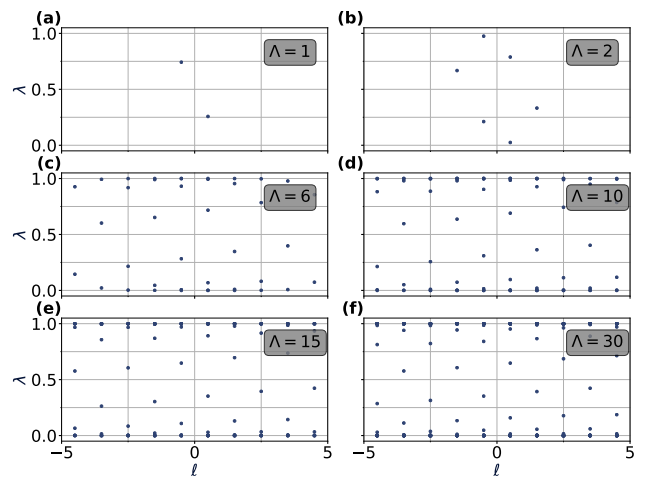 (a) (b)
1.0 Λ = 1 Λ = 2
λ 0.5
0.0
(c) (d)
1.0 Λ = 6 Λ = 10
λ 0.5
0.0
(e) (f)
1.0 Λ = 15 Λ = 30
λ 0.5
0.0
−5 0 5 −5 0 5
ℓ ℓ